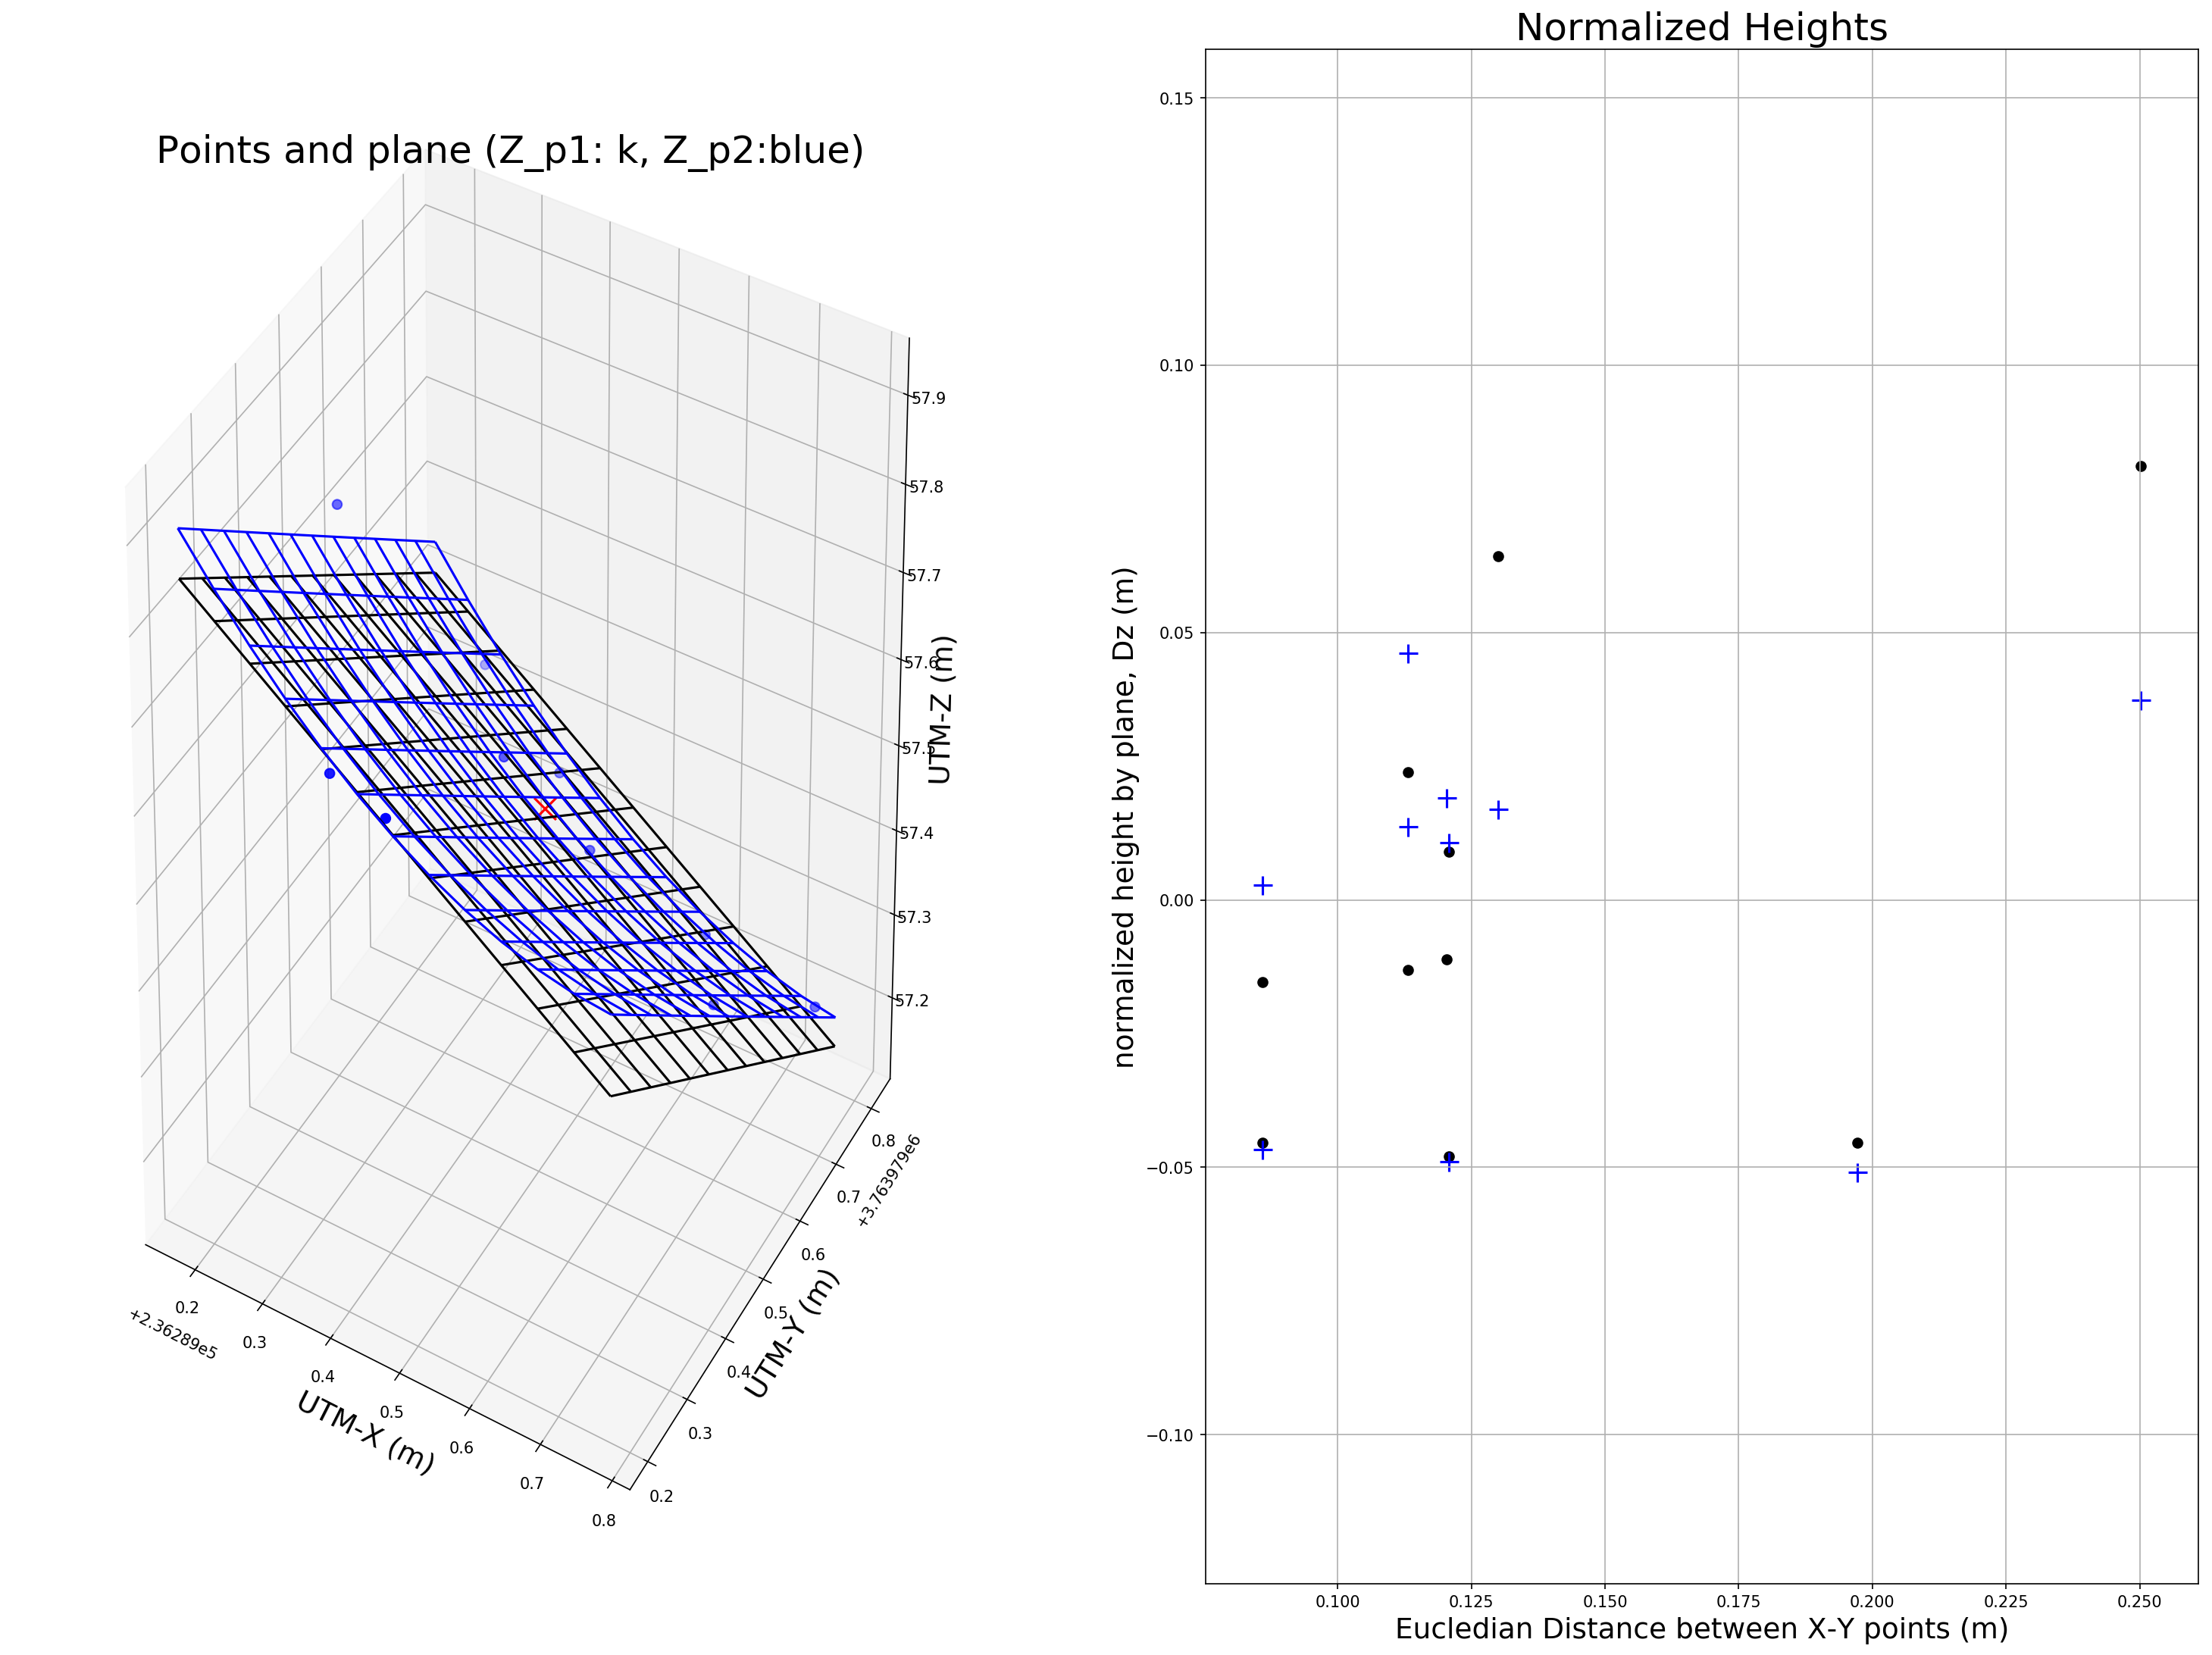 Points and plane (Z_p1: k, Z_p2:blue)
57.9
57.8
57.7
57.6
57.5
57.4
57.3
57.2
UTM-Z (m)
0.8
0.7
0.6
0.5
0.4
0.3
0.2
+3.763979e6
UTM-Y (m)
0.2
0.3
0.4
0.5
0.6
0.7
0.8
+2.36289e5
UTM-X (m)
Normalized Heights
0.15
0.10
0.05
0.00
−0.05
−0.10
normalized height by plane, Dz (m)
0.100 0.125 0.150 0.175 0.200 0.225 0.250
Eucledian Distance between X-Y points (m)